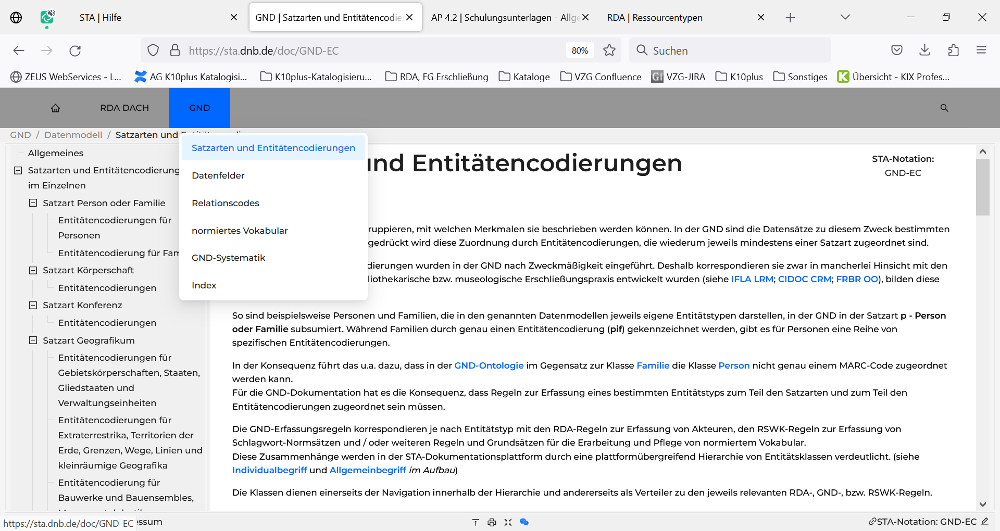 STA | Hilfe
GND | Satzarten und Entitätencodie
AP 4.2 | Schulungsunterlagen - Allge
RDA | Ressourcentypen
https://sta.dnb.de/doc/GND-EC
80%
Suchen
ZEUS WebServices - L...
AG K10plus Katalogisi...
K10plus-Katalogisieru...
RDA, FG Erschließung
Kataloge
VZG Confluence
GI VZG-JIRA
K10plus
Sonstiges
K Übersicht - KIX Profes...
RDA DACH
GND
GND / Datenmodell / Satzarten und
Allgemeines
Satzarten und Entitätencodierung
im Einzelnen
Satzart Person oder Familie
Entitätencodierungen für
Personen
Entitätencodierung für Fam
Satzart Körperschaft
Entitätencodierungen
Satzart Konferenz
Entitätencodierungen
Satzart Geografikum
Entitätencodierungen für
Gebietskörperschaften, Staaten,
Gliedstaaten und
Verwaltungseinheiten
Entitätencodierungen für
Extraterrestrika, Territorien der
Erde, Grenzen, Wege, Linien und
kleinräumige Geografika
Entitätencodierung für
Bauwerke und Bauensembles,
Satzarten und Entitätencodierungen
Datenfelder
Relationscodes
normiertes Vokabular
GND-Systematik
Index
und Entitätencodierungen
STA-Notation:
GND-EC
ruppieren, mit welchen Merkmalen sie beschrieben werden können. In der GND sind die Datensätze zu diesem Zweck bestimmten
gedrückt wird diese Zuordnung durch Entitätencodierungen, die wiederum jeweils mindestens einer Satzart zugeordnet sind.
dierungen wurden in der GND nach Zweckmäßigkeit eingeführt. Deshalb korrespondieren sie zwar in mancherlei Hinsicht mit den
liothekarische bzw. museologische Erschließungspraxis entwickelt wurden (siehe IFLA LRM; CIDOC CRM; FRBR OO), bilden diese
So sind beispielsweise Personen und Familien, die in den genannten Datenmodellen jeweils eigene Entitätstypen darstellen, in der GND in der Satzart p - Person
oder Familie subsumiert. Während Familien durch genau einen Entitätencodierung (pif) gekennzeichnet werden, gibt es für Personen eine Reihe von
spezifischen Entitätencodierungen.
In der Konsequenz führt das u.a. dazu, dass in der GND-Ontologie im Gegensatz zur Klasse Familie die Klasse Person nicht genau einem MARC-Code zugeordnet
werden kann.
Für die GND-Dokumentation hat es die Konsequenz, dass Regeln zur Erfassung eines bestimmten Entitätstyps zum Teil den Satzarten und zum Teil den
Entitätencodierungen zugeordnet sein müssen.
Die GND-Erfassungsregeln korrespondieren je nach Entitätstyp mit den RDA-Regeln zur Erfassung von Akteuren, den RSWK-Regeln zur Erfassung von
Schlagwort-Normsätzen und / oder weiteren Regeln und Grundsätzen für die Erarbeitung und Pflege von normiertem Vokabular.
Diese Zusammenhänge werden in der STA-Dokumentationsplattform durch eine plattformübergreifend Hierarchie von Entitätsklassen verdeutlicht. (siehe
Individualbegriff und Allgemeinbegriff im Aufbau)
Die Klassen dienen einerseits der Navigation innerhalb der Hierarchie und andererseits als Verteiler zu den jeweils relevanten RDA-, GND-, bzw. RSWK-Regeln.
https://sta.dnb.de/doc/GND-EC
essum
STA-Notation: GND-EC